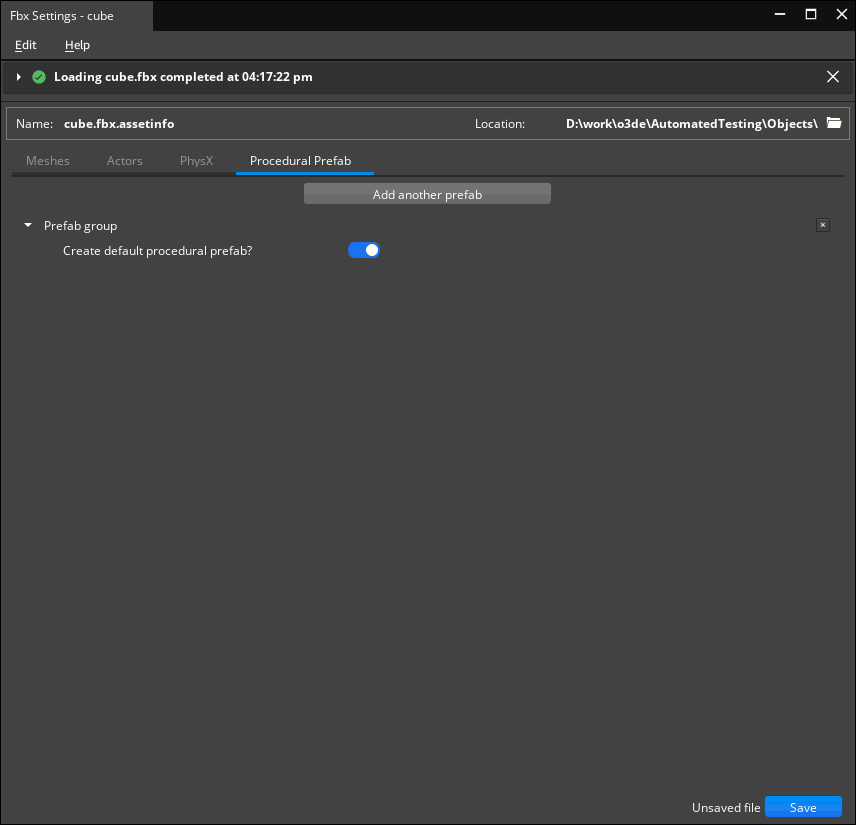 Fbx Settings - cube
Edit Help
Loading cube.fbx completed at 04:17:22 pm
Name: cube.fbx.assetinfo Location: D:\work\o3de\AutomatedTesting\Objects\
Meshes Actors PhysX Procedural Prefab
Add another prefab
Prefab group
Create default procedural prefab?
Unsaved file Save